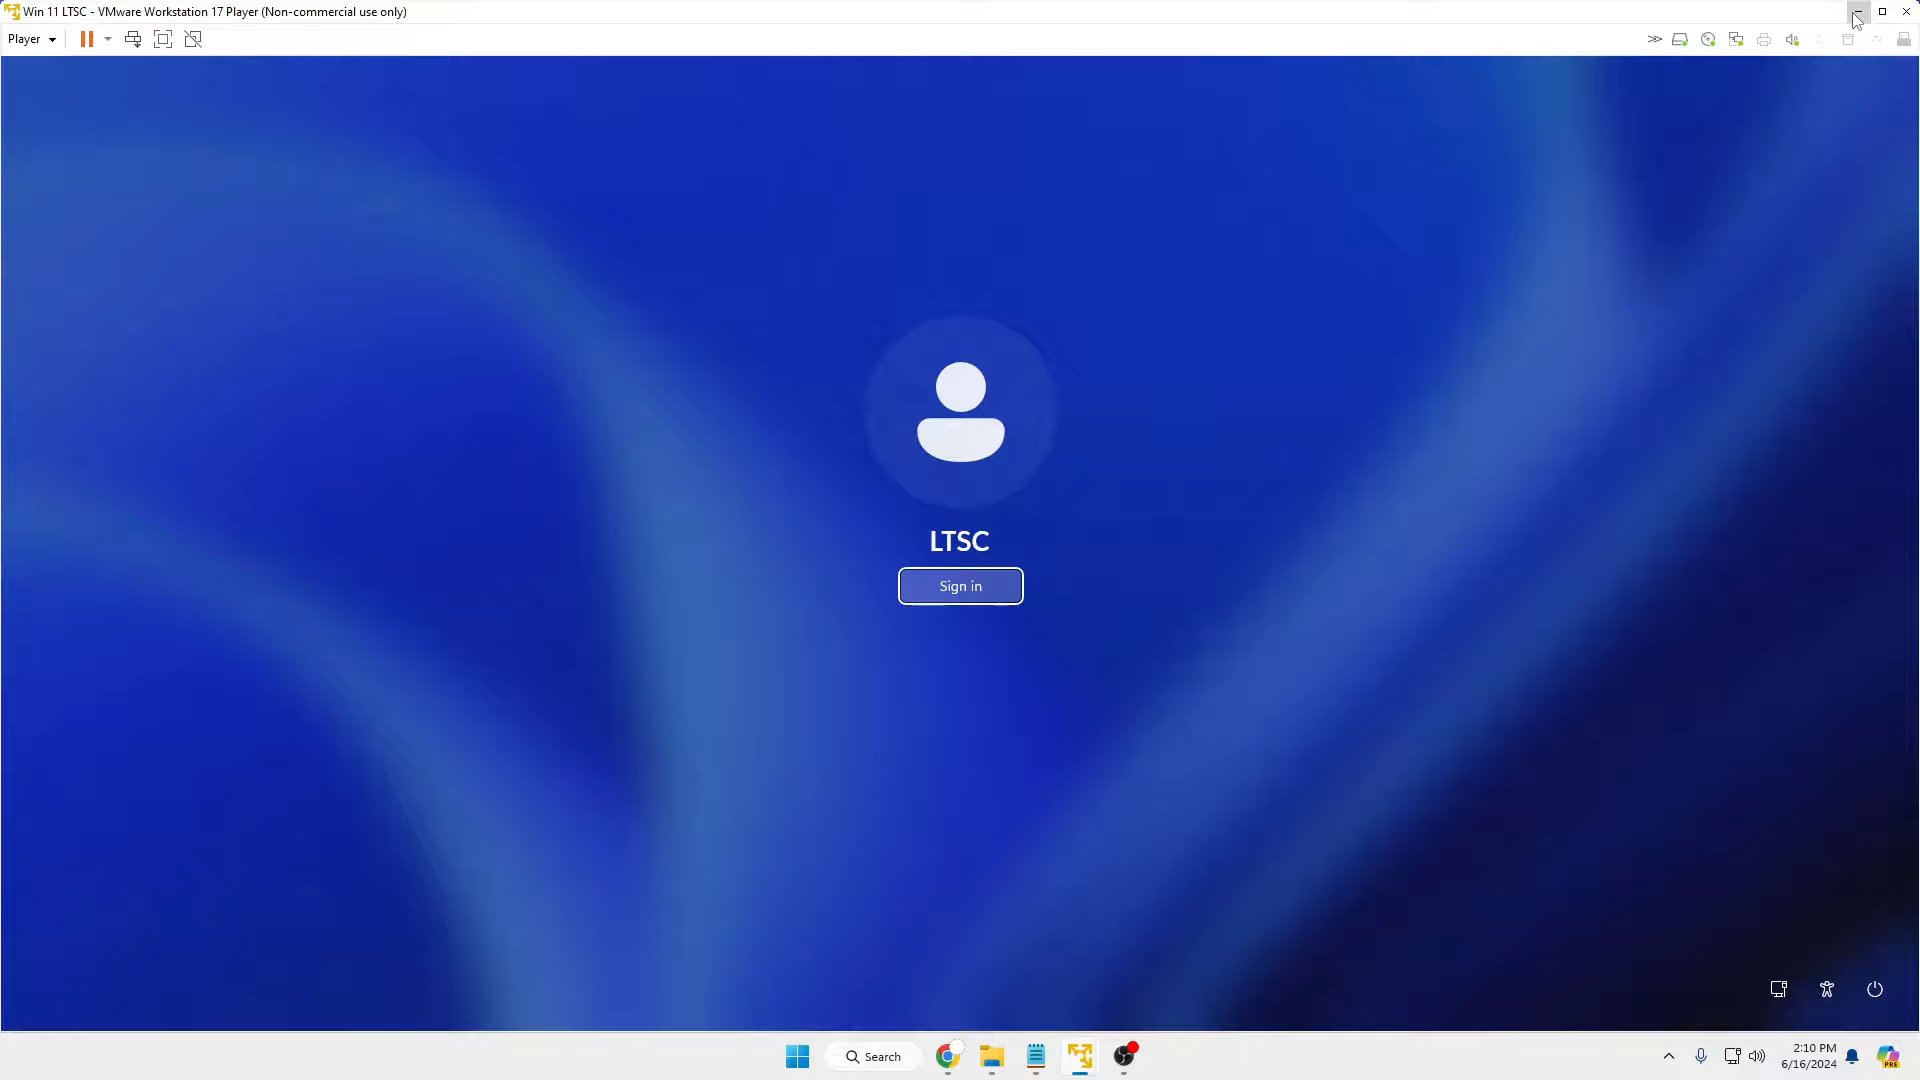 Win 11 LTSC - VMware Workstation 17 Player (Non-commercial use only)
Player
LTSC
Sign in
Search
2:10 PM
6/16/2024
PRE